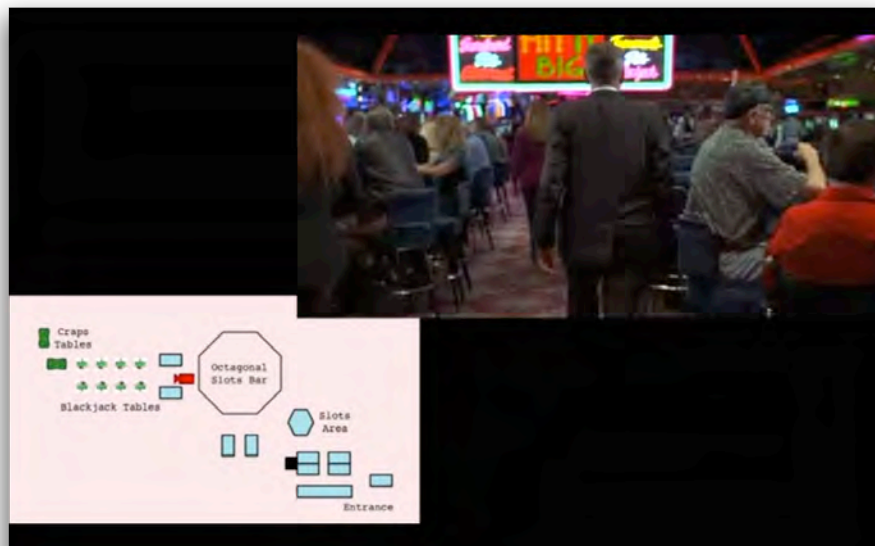 HIT IT
BIG
Craps
Tables
Octagonal
Slots Bar
Blackjack Tables
Slots
Area
Entrance